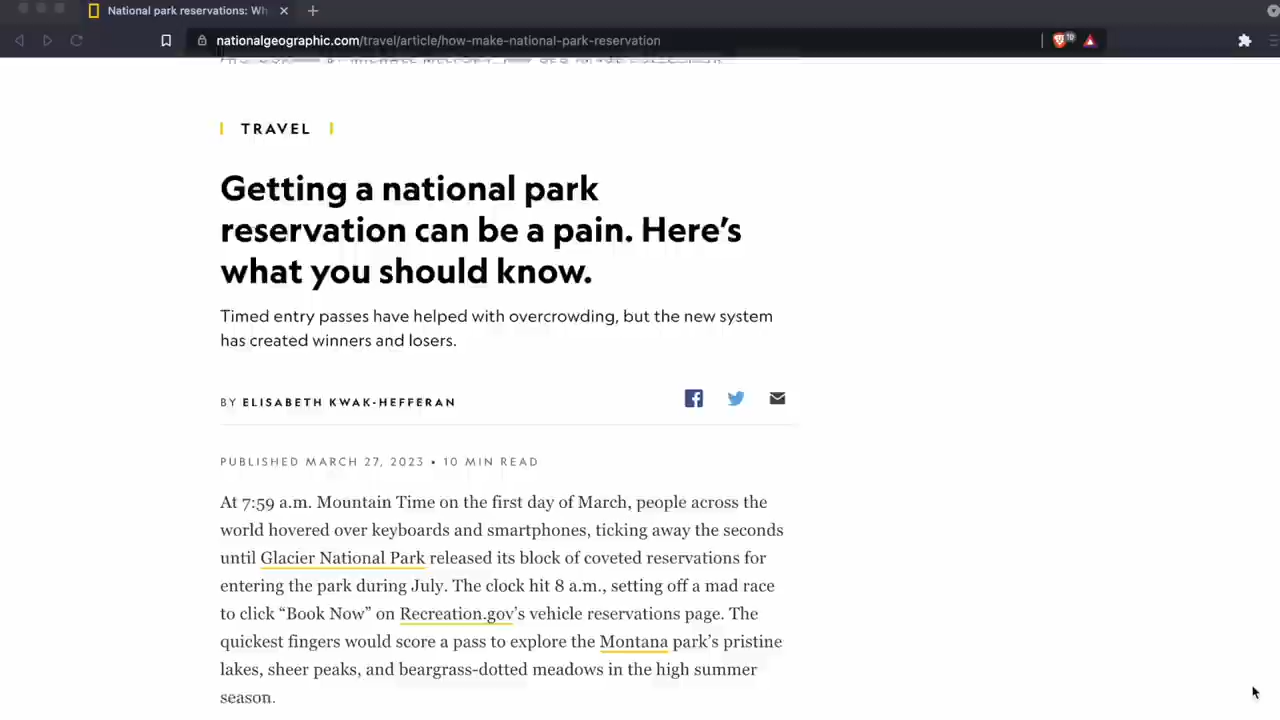 National park reservations: Wh
nationalgeographic.com/travel/article/how-make-national-park-reservation
10
TRAVEL
Getting a national park
reservation can be a pain. Here's
what you should know.
Timed entry passes have helped with overcrowding, but the new system
has created winners and losers.
BY ELISABETH KWAK-HEFFERAN
PUBLISHED MARCH 27, 2023 • 10 MIN READ
At 7:59 a.m. Mountain Time on the first day of March, people across the
world hovered over keyboards and smartphones, ticking away the seconds
until Glacier National Park released its block of coveted reservations for
entering the park during July. The clock hit 8 a.m., setting off a mad race
to click “Book Now” on Recreation.gov’s vehicle reservations page. The
quickest fingers would score a pass to explore the Montana park’s pristine
lakes, sheer peaks, and beargrass-dotted meadows in the high summer
season.